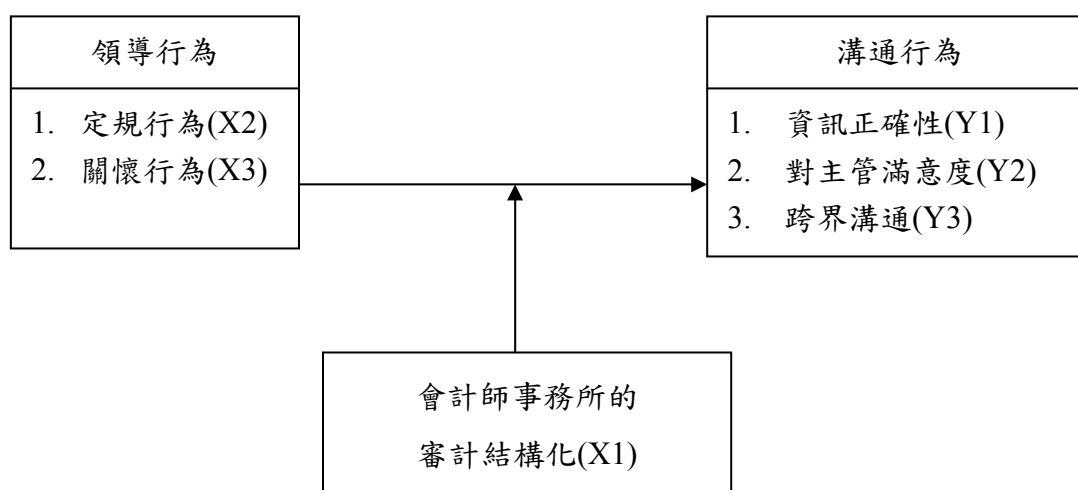 領導行為
1. 定規行為(X2)
2. 關懷行為(X3)
溝通行為
1. 資訊正確性(Y1)
2. 對主管滿意度(Y2)
3. 跨界溝通(Y3)
會計師事務所的
審計結構化(X1)